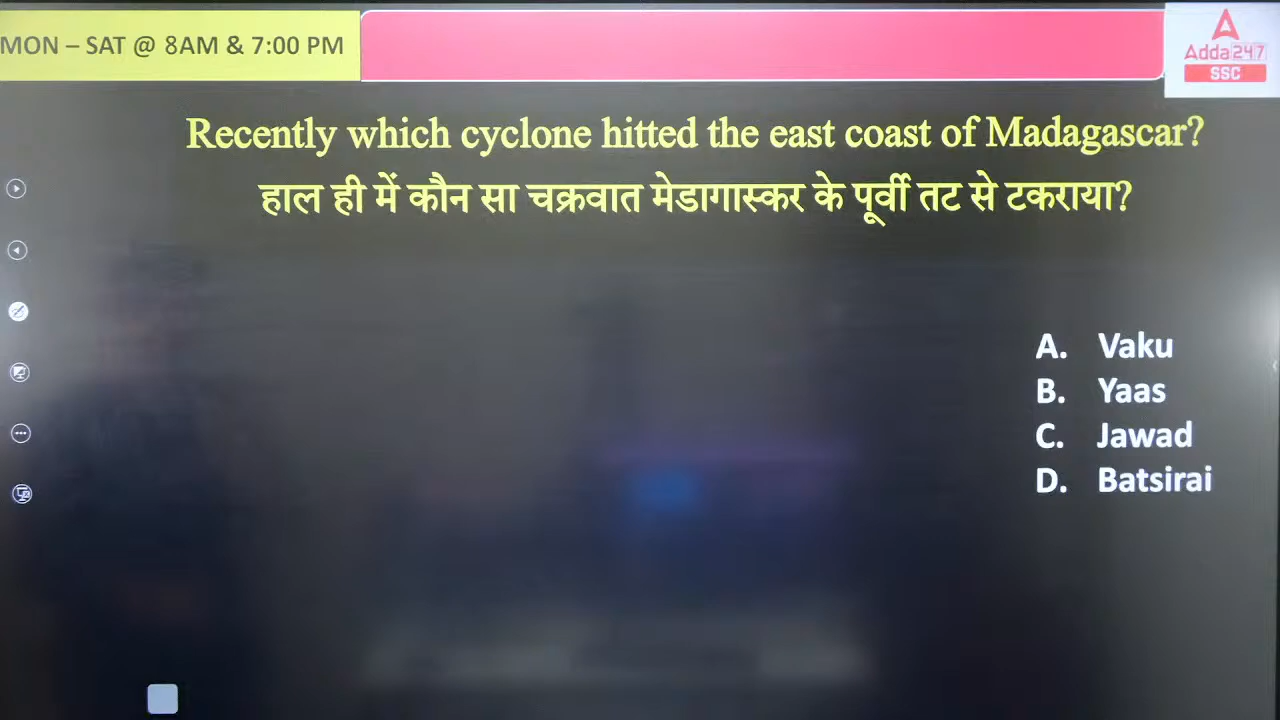 MON – SAT @ 8AM & 7:00 PM
Adda247
SSC
Recently which cyclone hitted the east coast of Madagascar?
हाल ही में कौन सा चक्रवात मेडागास्कर के पूर्वी तट से टकराया?
A. Vaku
B. Yaas
C. Jawad
D. Batsirai